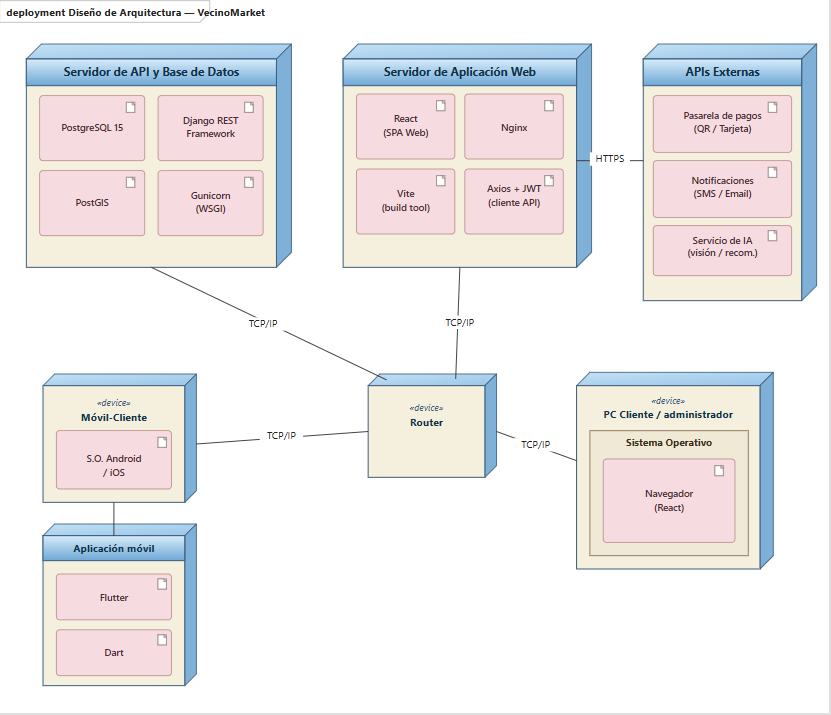 deployment Diseño de Arquitectura — VecinoMarket
Servidor de API y Base de Datos
PostgreSQL 15
Django REST
Framework
PostGIS
Gunicorn
(WSGI)
Servidor de Aplicación Web
React
(SPA Web)
Nginx
Vite
(build tool)
Axios + JWT
(cliente API)
HTTPS
APIs Externas
Pasarela de pagos
(QR / Tarjeta)
Notificaciones
(SMS / Email)
Servicio de IA
(visión / recom.)
TCP/IP
TCP/IP
«device»
Móvil-Cliente
S.O. Android
/ iOS
TCP/IP
«device»
Router
TCP/IP
«device»
PC Cliente / administrador
Sistema Operativo
Navegador
(React)
Aplicación móvil
Flutter
Dart